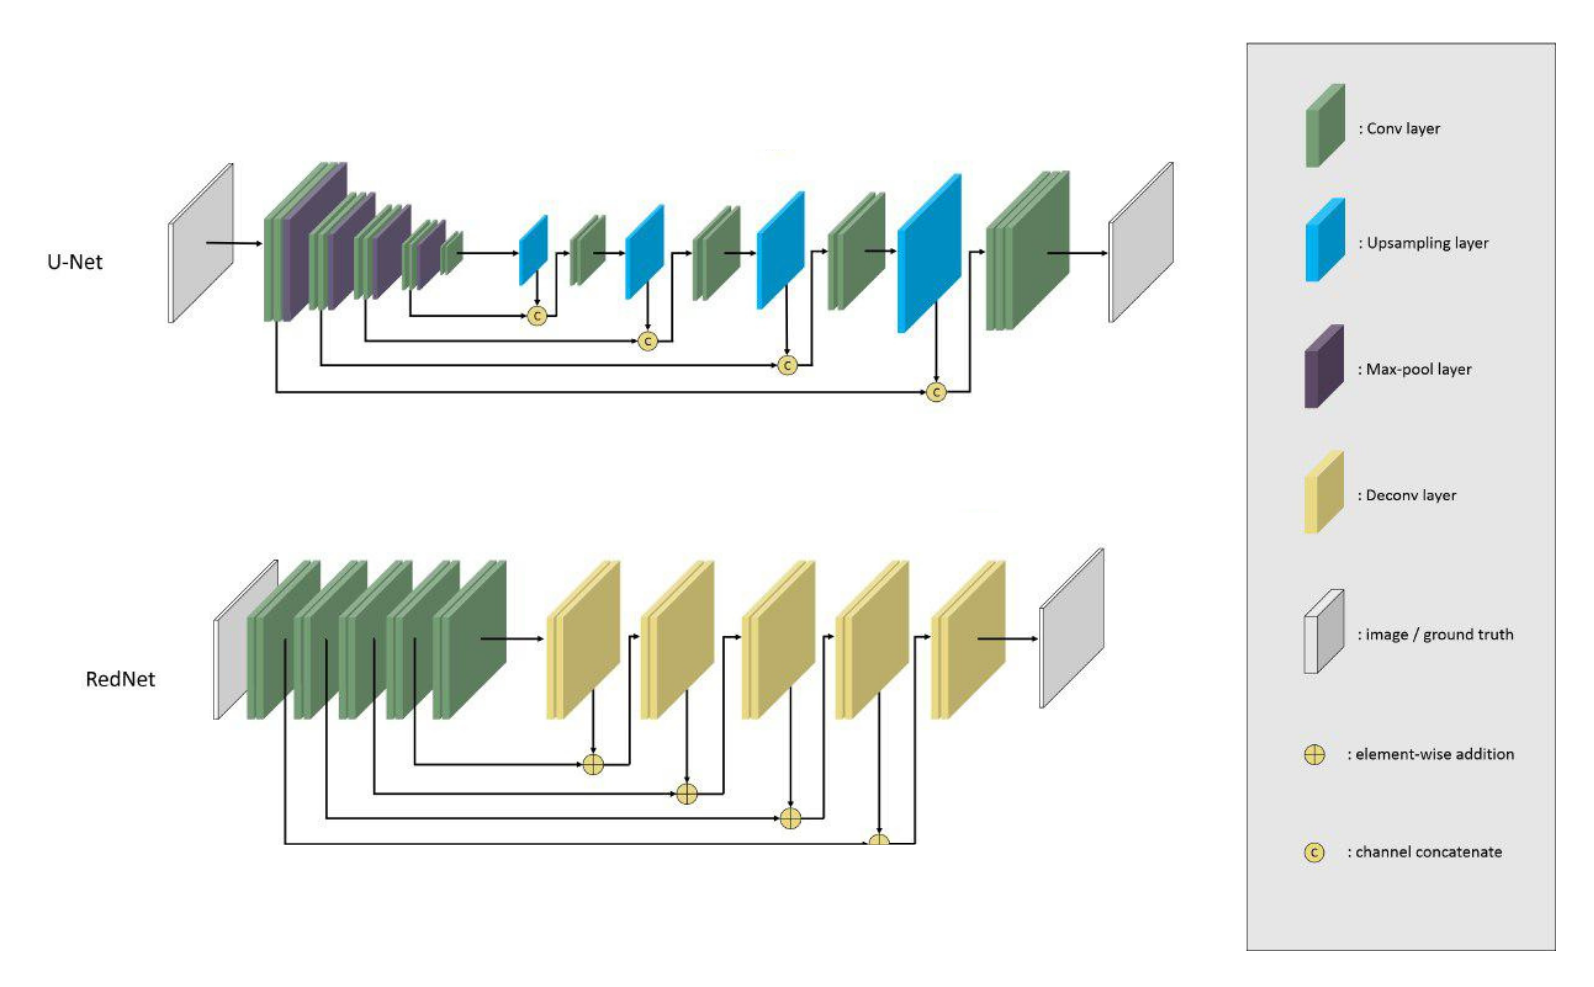 U-Net
C
C
C
C
RedNet
: Conv layer
: Upsampling layer
: Max-pool layer
: Deconv layer
: image / ground truth
: element-wise addition
C : channel concatenate